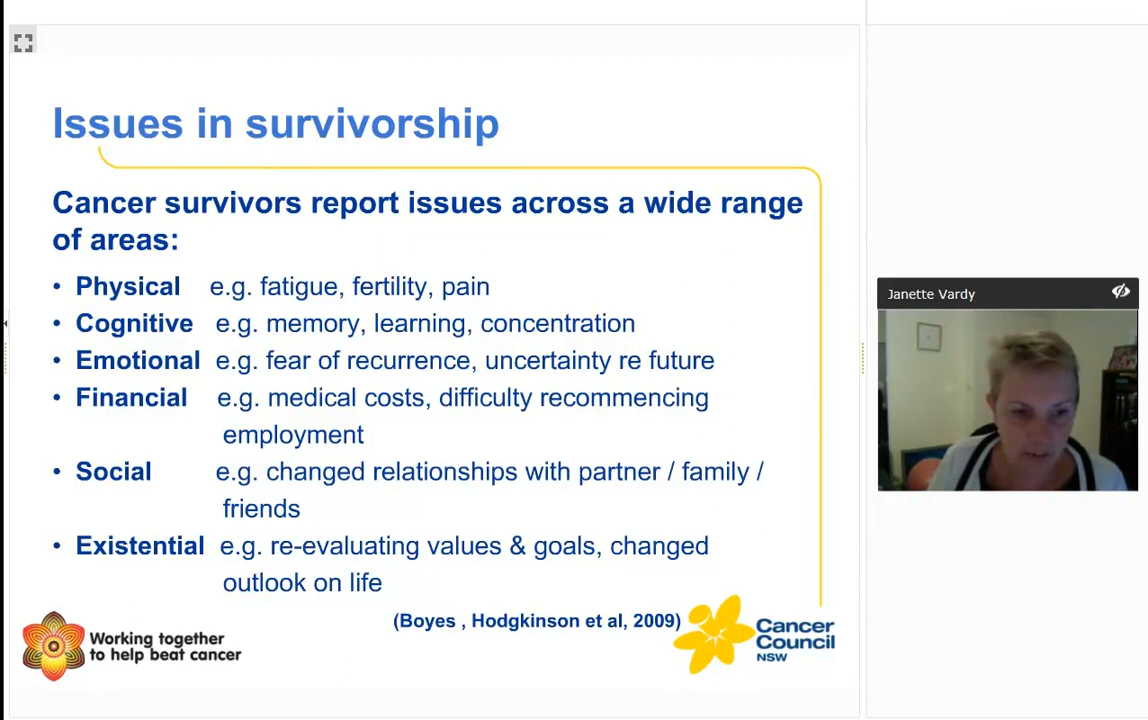 Issues in survivorship
Cancer survivors report issues across a wide range
of areas:
• Physical e.g. fatigue, fertility, pain
• Cognitive e.g. memory, learning, concentration
• Emotional e.g. fear of recurrence, uncertainty re future
• Financial e.g. medical costs, difficulty recommencing
employment
• Social e.g. changed relationships with partner / family /
friends
• Existential e.g. re-evaluating values & goals, changed
outlook on life
(Boyes , Hodgkinson et al, 2009)
Working together
to help beat cancer
Cancer
Council
NSW
Janette Vardy